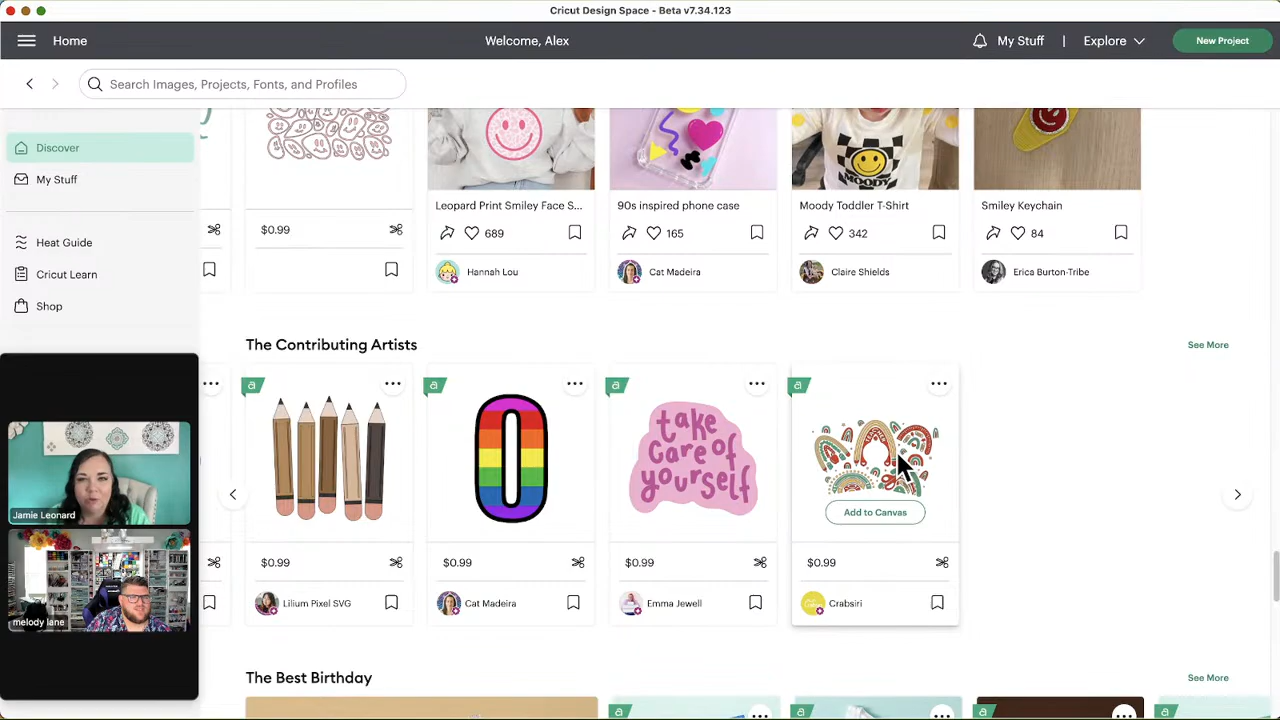 Cricut Design Space - Beta v7.34.123
Home
Welcome, Alex
My Stuff | Explore
New Project
Search Images, Projects, Fonts, and Profiles
Discover
My Stuff
Heat Guide
Cricut Learn
Shop
MOODY
$0.99
Leopard Print Smiley Face S...
689
Hannah Lou
90s inspired phone case
165
Cat Madeira
Moody Toddler T-Shirt
342
Claire Shields
Smiley Keychain
84
Erica Burton-Tribe
The Contributing Artists
See More
a
a
a
a
take
care of
yourself
Add to Canvas
$0.99
Lilium Pixel SVG
$0.99
Cat Madeira
$0.99
Emma Jewell
$0.99
Crabsiri
Jamie Leonard
melody lane
The Best Birthday
See More
a
a
a
a